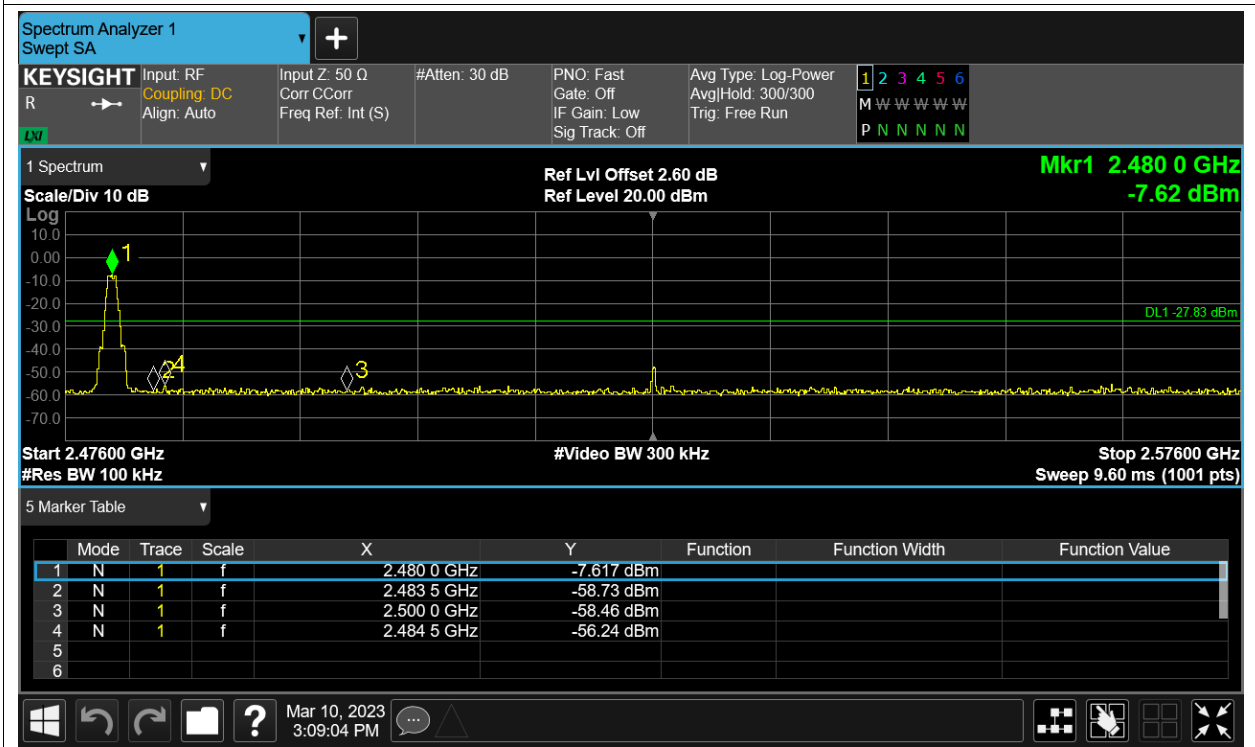 Spectrum Analyzer 1
Swept SA
+
KEYSIGHT Input: RF Input Z: 50 Ω #Atten: 30 dB PNO: Fast Avg Type: Log-Power 1 2 3 4 5 6
R Coupling: DC Corr CCorr Gate: Off Avg|Hold: 300/300 M W W W W W W
Align: Auto Freq Ref: Int (S) IF Gain: Low Trig: Free Run
LXI Sig Track: Off P N N N N N N
1 Spectrum Ref Lvl Offset 2.60 dB Mkr1 2.480 0 GHz
Scale/Div 10 dB Ref Level 20.00 dBm -7.62 dBm
Log
10.0
0.00 1
-10.0
-20.0
DL1 -27.83 dBm
-30.0
-40.0
-50.0 2 4 3
-60.0
-70.0
Start 2.47600 GHz #Video BW 300 kHz Stop 2.57600 GHz
#Res BW 100 kHz Sweep 9.60 ms (1001 pts)
5 Marker Table
Mode Trace Scale X Y Function Function Width Function Value
1 N 1 f 2.480 0 GHz -7.617 dBm
2 N 1 f 2.483 5 GHz -58.73 dBm
3 N 1 f 2.500 0 GHz -58.46 dBm
4 N 1 f 2.484 5 GHz -56.24 dBm
5
6
? Mar 10, 2023
3:09:04 PM